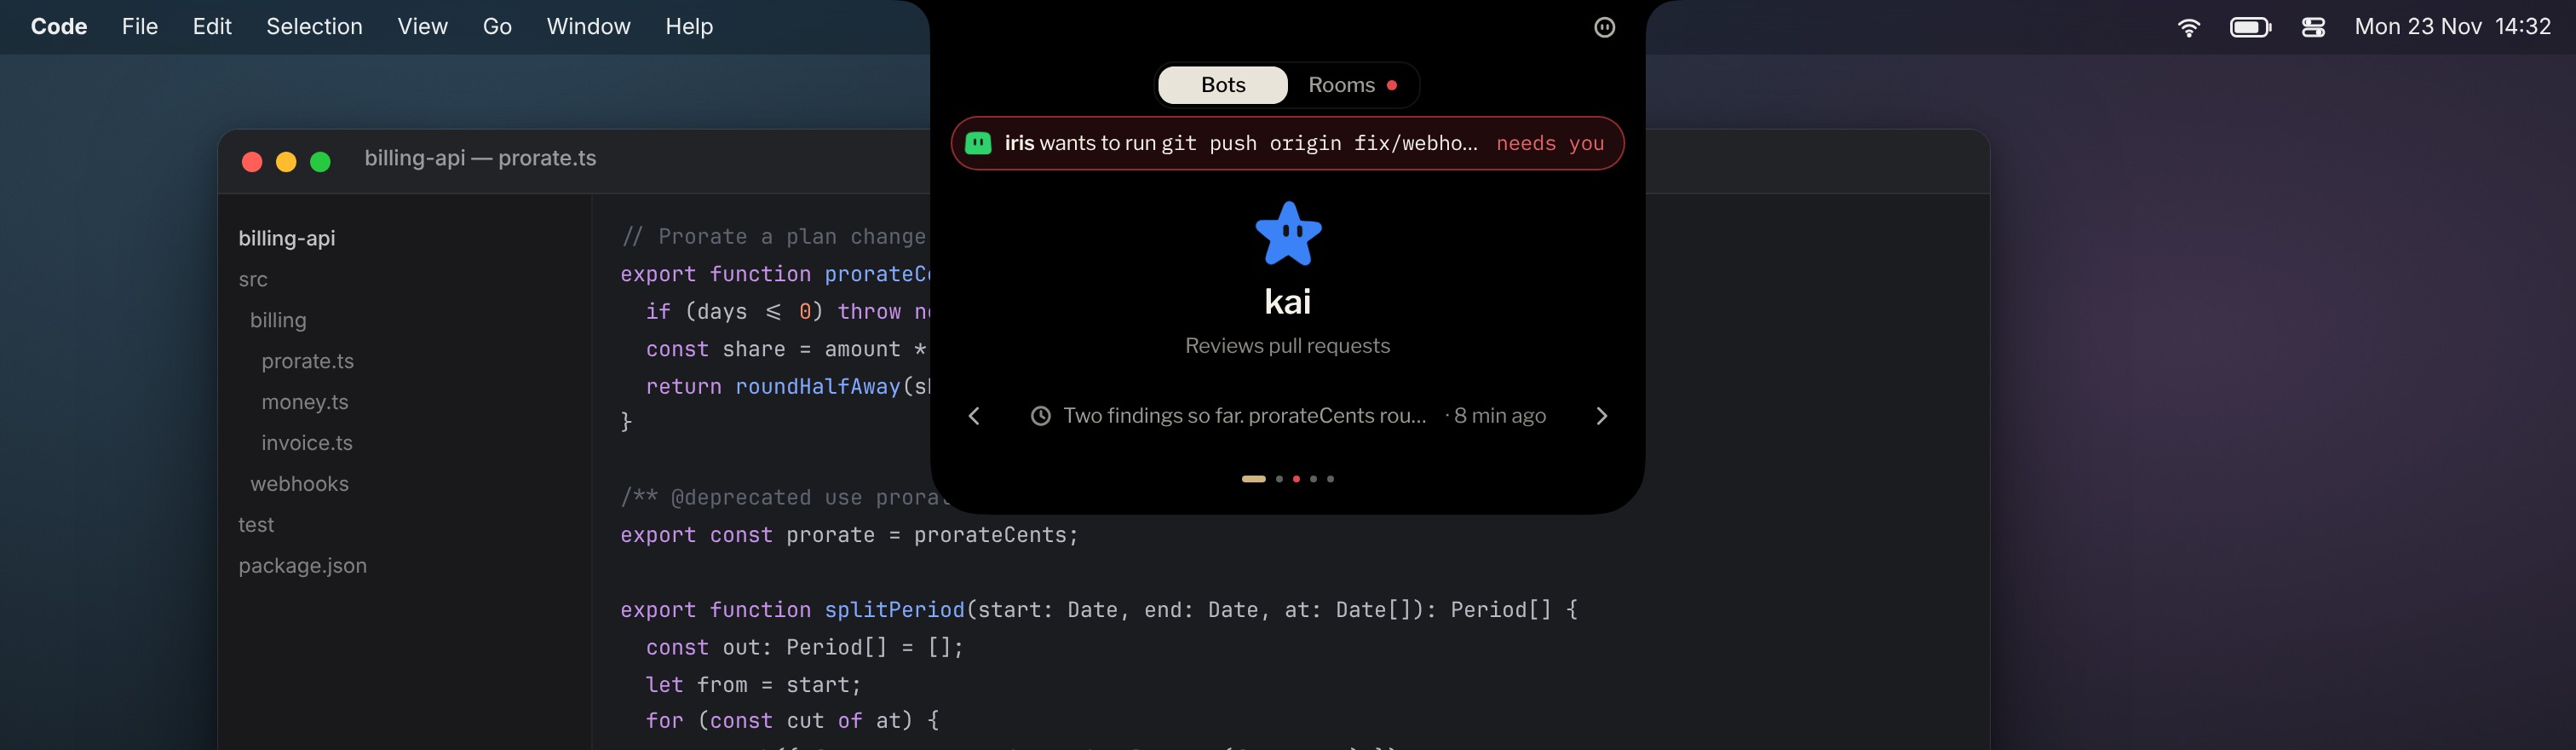 Code File Edit Selection View Go Window Help
Mon 23 Nov 14:32
Bots Rooms
iris wants to run git push origin fix/webho... needs you
kai
Reviews pull requests
Two findings so far. prorateCents rou... · 8 min ago
billing-api — prorate.ts
billing-api
src
billing
prorate.ts
money.ts
invoice.ts
webhooks
test
package.json
// Prorate a plan change
export function prorateC
if (days <= 0) throw n
const share = amount *
return roundHalfAway(s
}
/** @deprecated use prorat
export const prorate = prorateCents;
export function splitPeriod(start: Date, end: Date, at: Date[]): Period[] {
const out: Period[] = [];
let from = start;
for (const cut of at) {